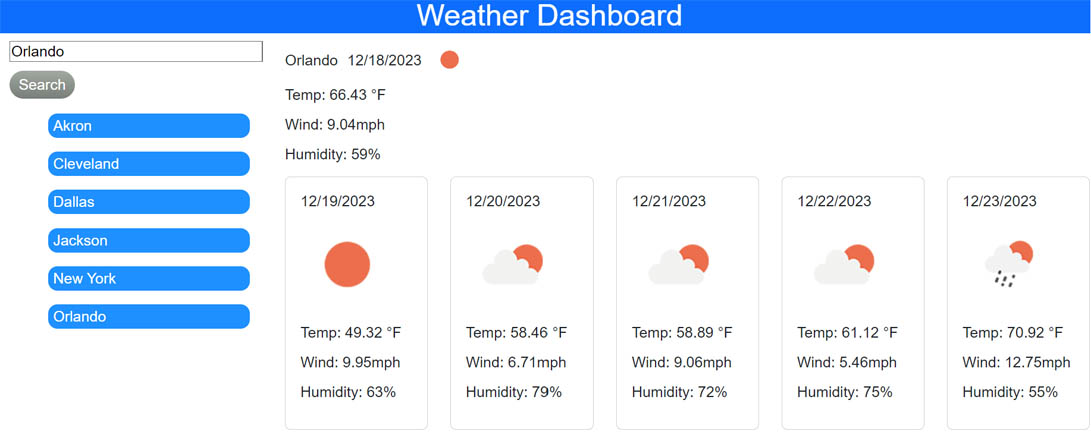 Weather Dashboard
Orlando
Search
Akron
Cleveland
Dallas
Jackson
New York
Orlando
Orlando 12/18/2023
Temp: 66.43 °F
Wind: 9.04mph
Humidity: 59%
12/19/2023
Temp: 49.32 °F
Wind: 9.95mph
Humidity: 63%
12/20/2023
Temp: 58.46 °F
Wind: 6.71mph
Humidity: 79%
12/21/2023
Temp: 58.89 °F
Wind: 9.06mph
Humidity: 72%
12/22/2023
Temp: 61.12 °F
Wind: 5.46mph
Humidity: 75%
12/23/2023
Temp: 70.92 °F
Wind: 12.75mph
Humidity: 55%